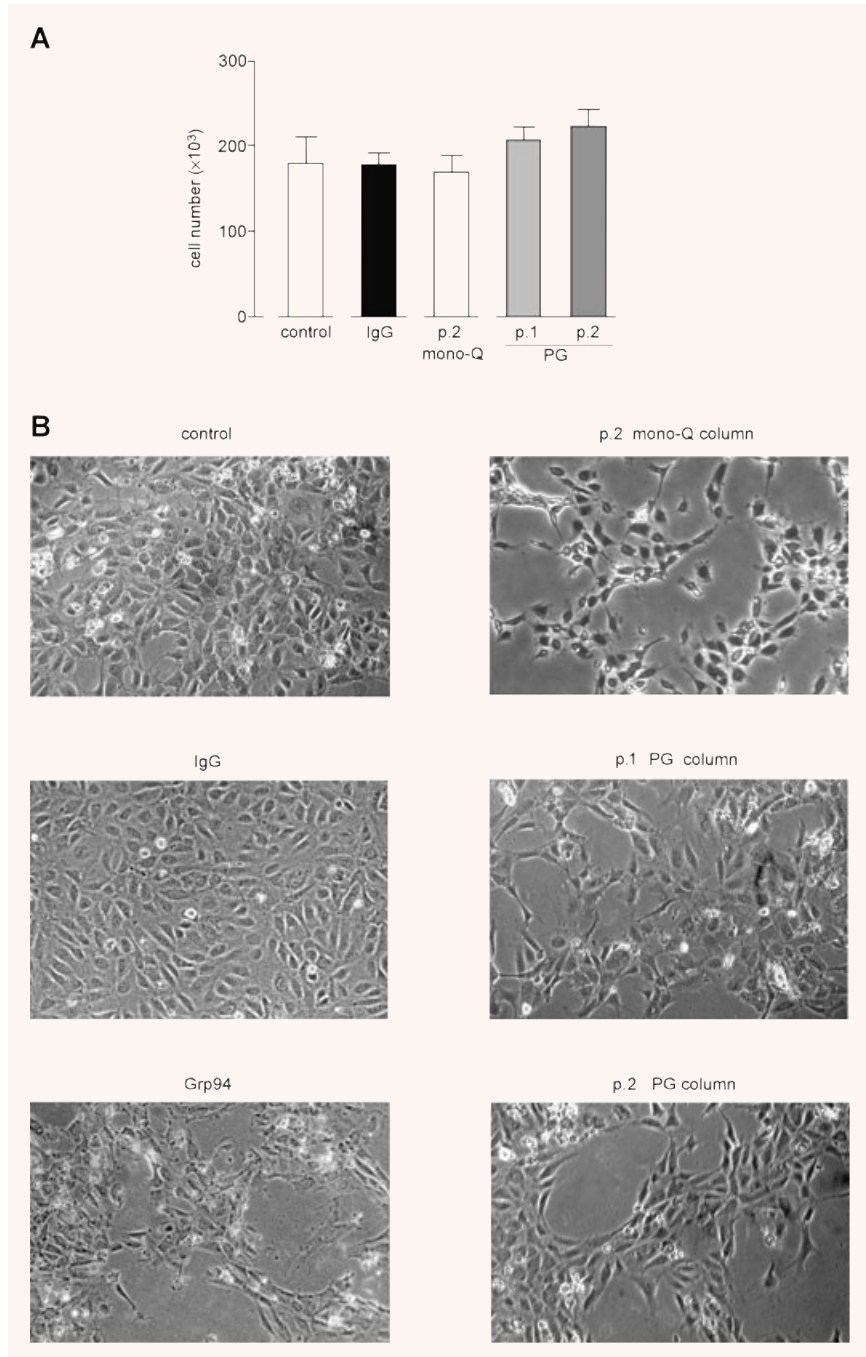 A
300
200
100
0
cell number (×10³)
control IgG p.2 p.1 p.2
mono-Q PG
B
control p.2 mono-Q column
IgG p.1 PG column
Grp94 p.2 PG column